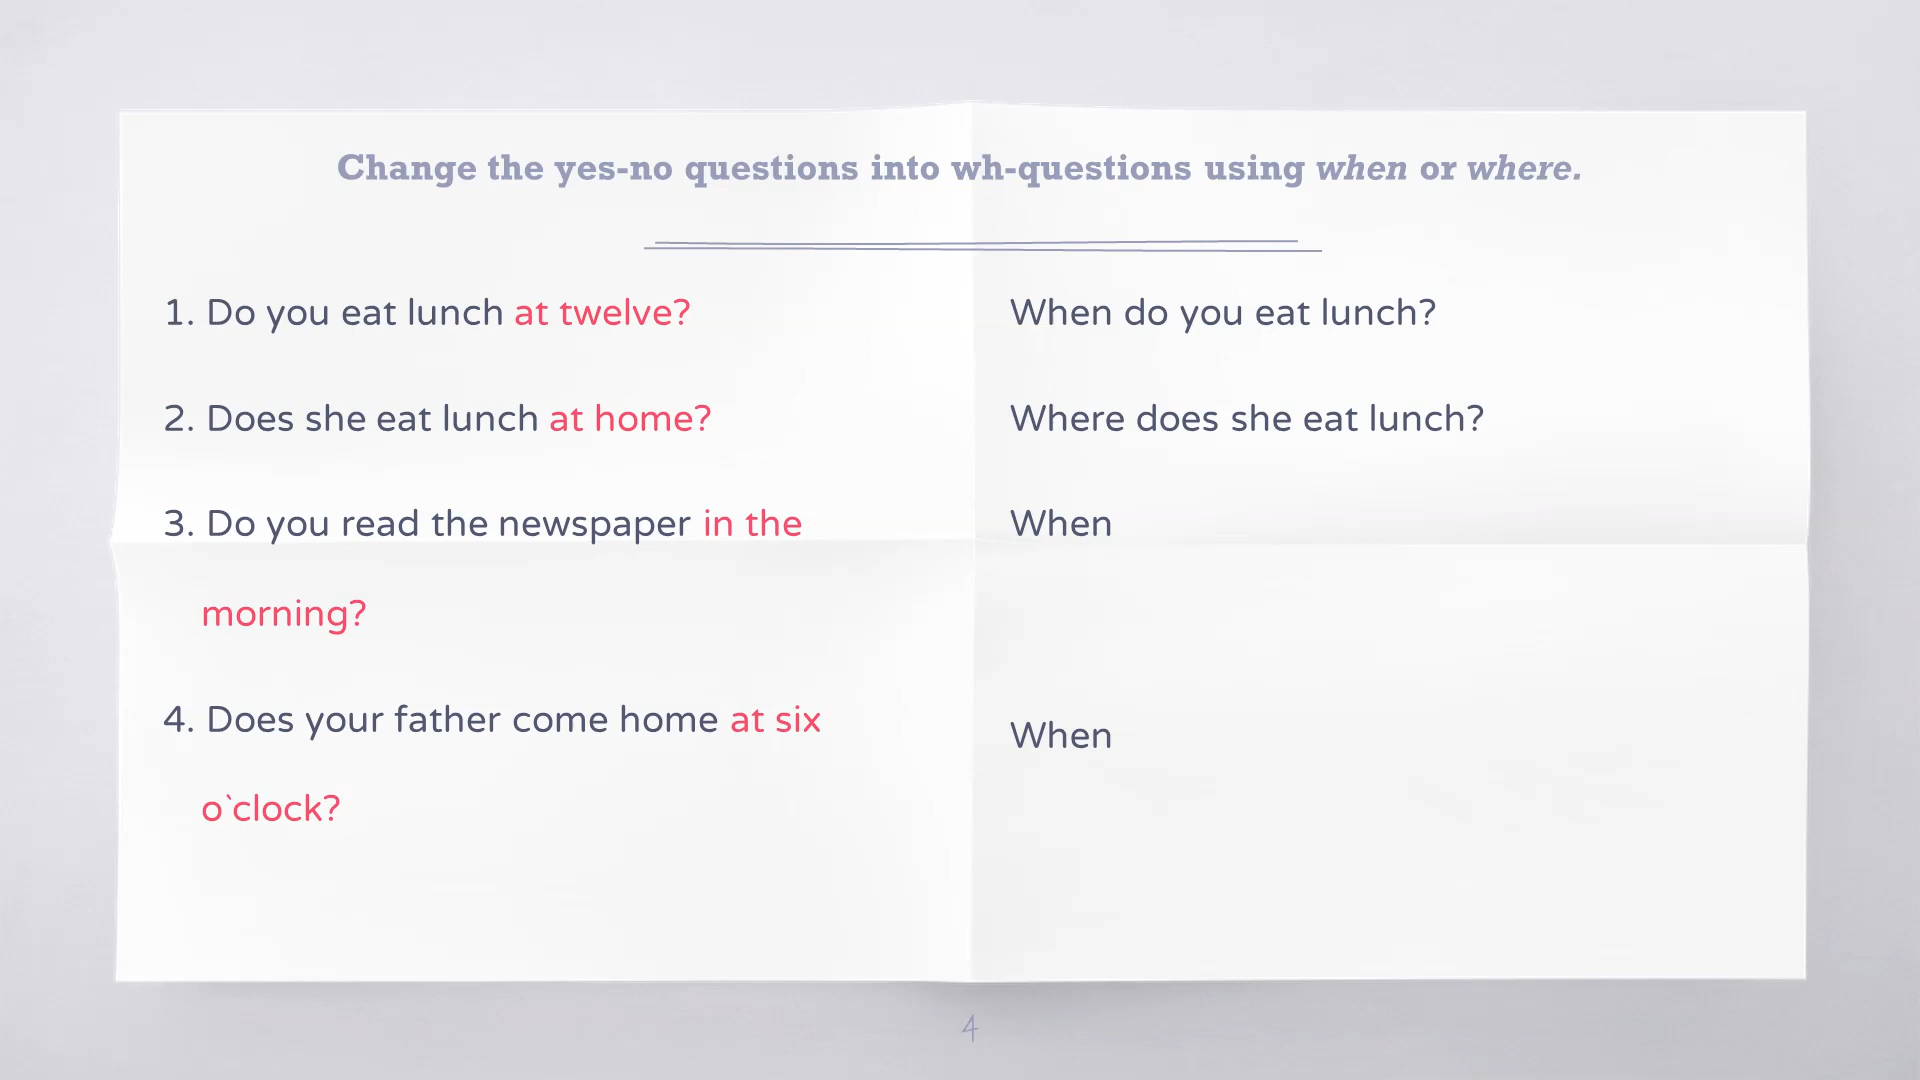 Change the yes-no questions into wh-questions using when or where.
1. Do you eat lunch at twelve?
When do you eat lunch?
2. Does she eat lunch at home?
Where does she eat lunch?
3. Do you read the newspaper in the
morning?
When
4. Does your father come home at six
o`clock?
When
4